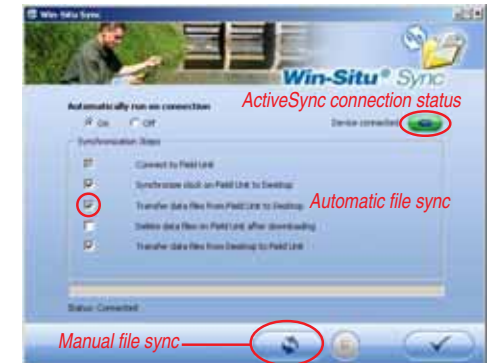 Win-Situ Sync
Win-Situ® Sync
ActiveSync connection status
Automatically run on connection
On Off
Device connected
Synchronization Steps
Connect to Field Unit
Synchronize clock on Field Unit to Desktop
Transfer data files from Field Unit to Desktop
Automatic file sync
Delete data files on Field Unit after downloading
Transfer data files from Desktop to Field Unit
Status: Connected
Manual file sync